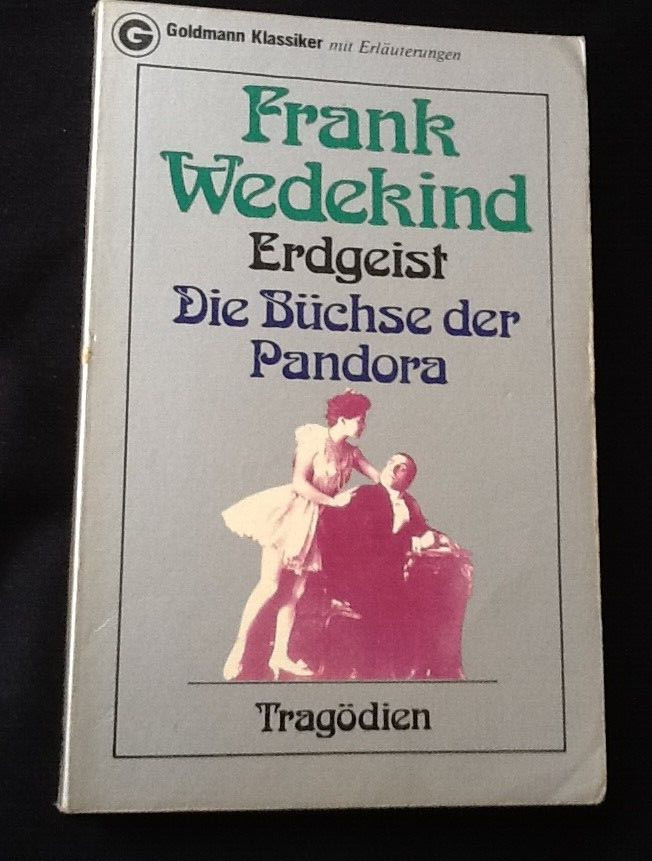 G Goldmann Klassiker mit Erläuterungen
Frank
Wedekind
Erdgeist
Die Büchse der
Pandora
Tragödien